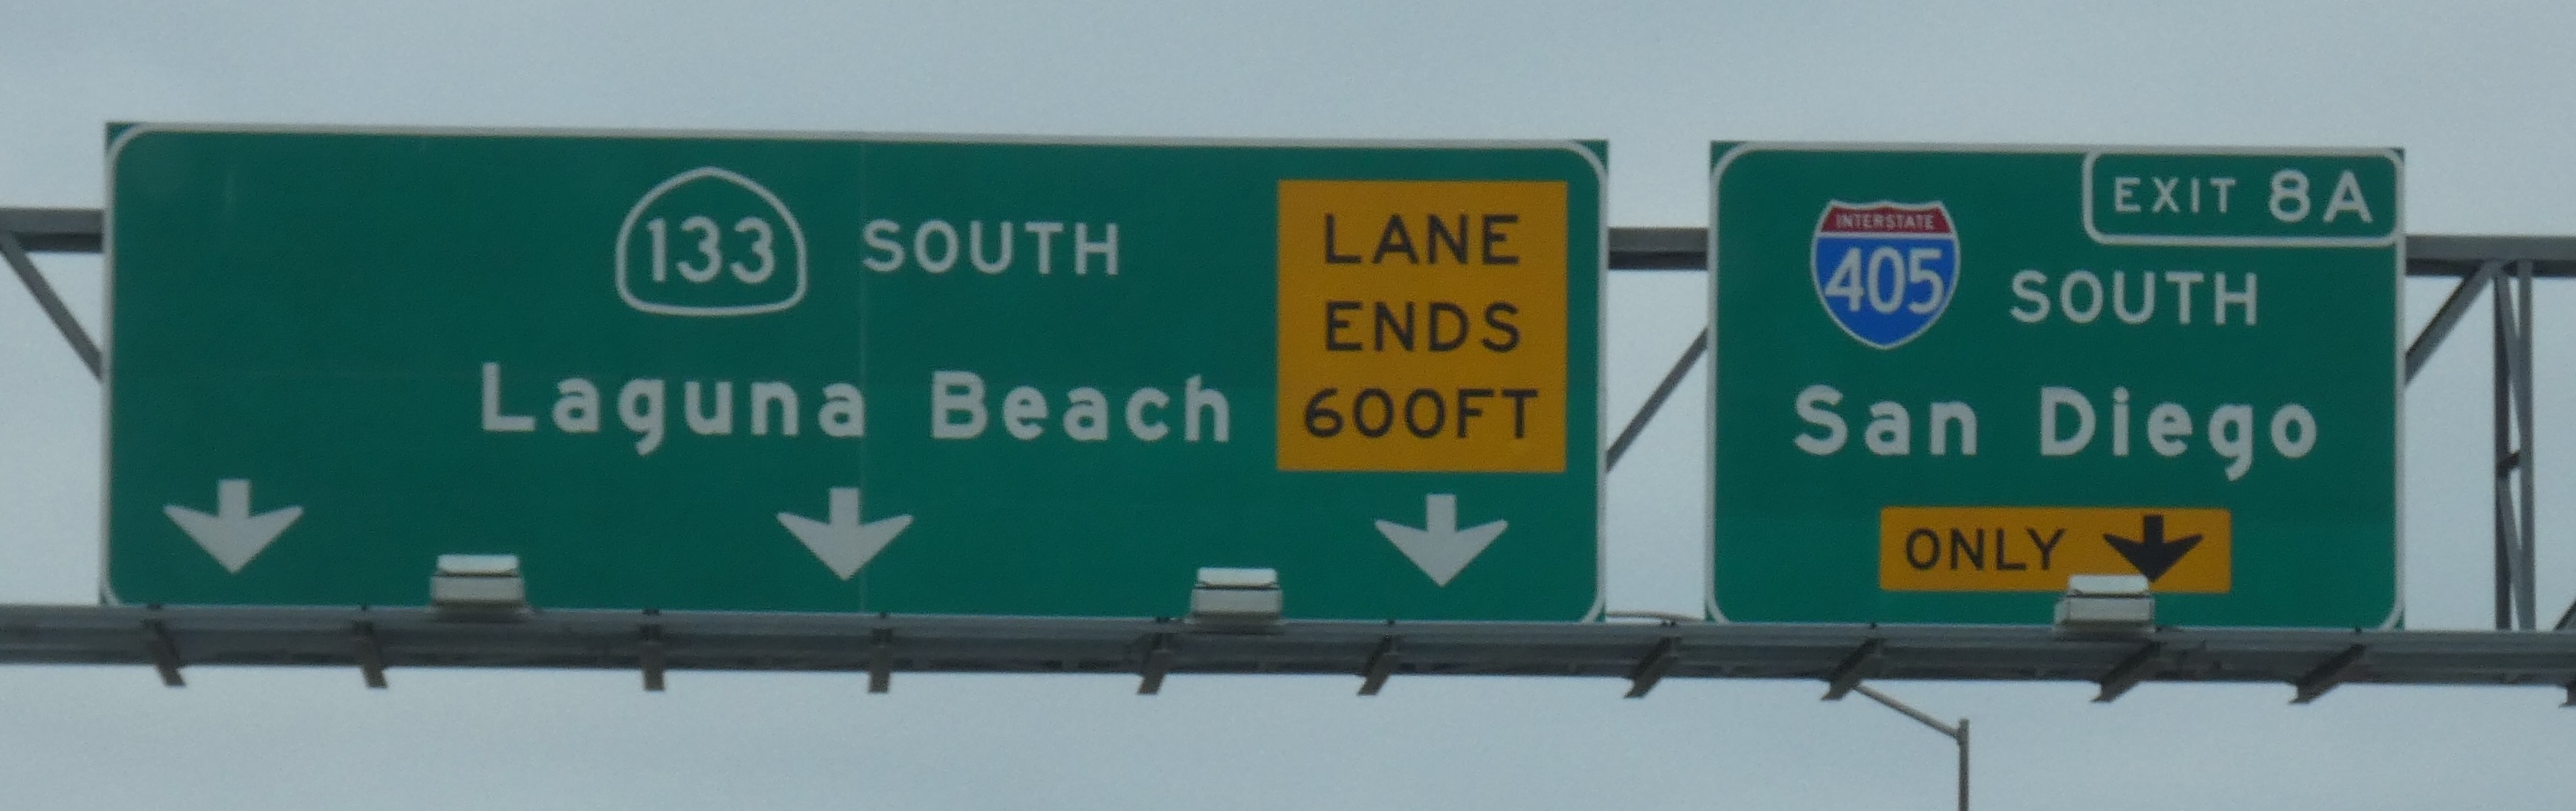 133 SOUTH
Laguna Beach
LANE
ENDS
600FT
EXIT 8A
INTERSTATE
405 SOUTH
San Diego
ONLY